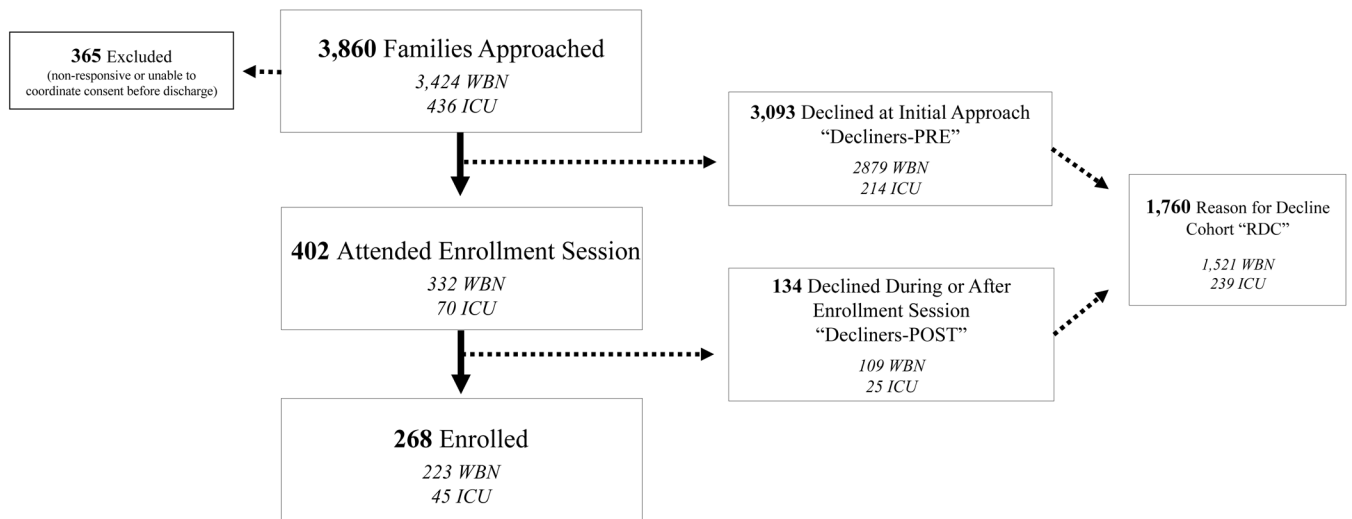 365 Excluded
(non-responsive or unable to
coordinate consent before discharge)
3,860 Families Approached
3,424 WBN
436 ICU
3,093 Declined at Initial Approach
“Decliners-PRE”
2879 WBN
214 ICU
402 Attended Enrollment Session
332 WBN
70 ICU
134 Declined During or After
Enrollment Session
“Decliners-POST”
109 WBN
25 ICU
1,760 Reason for Decline
Cohort “RDC”
1,521 WBN
239 ICU
268 Enrolled
223 WBN
45 ICU